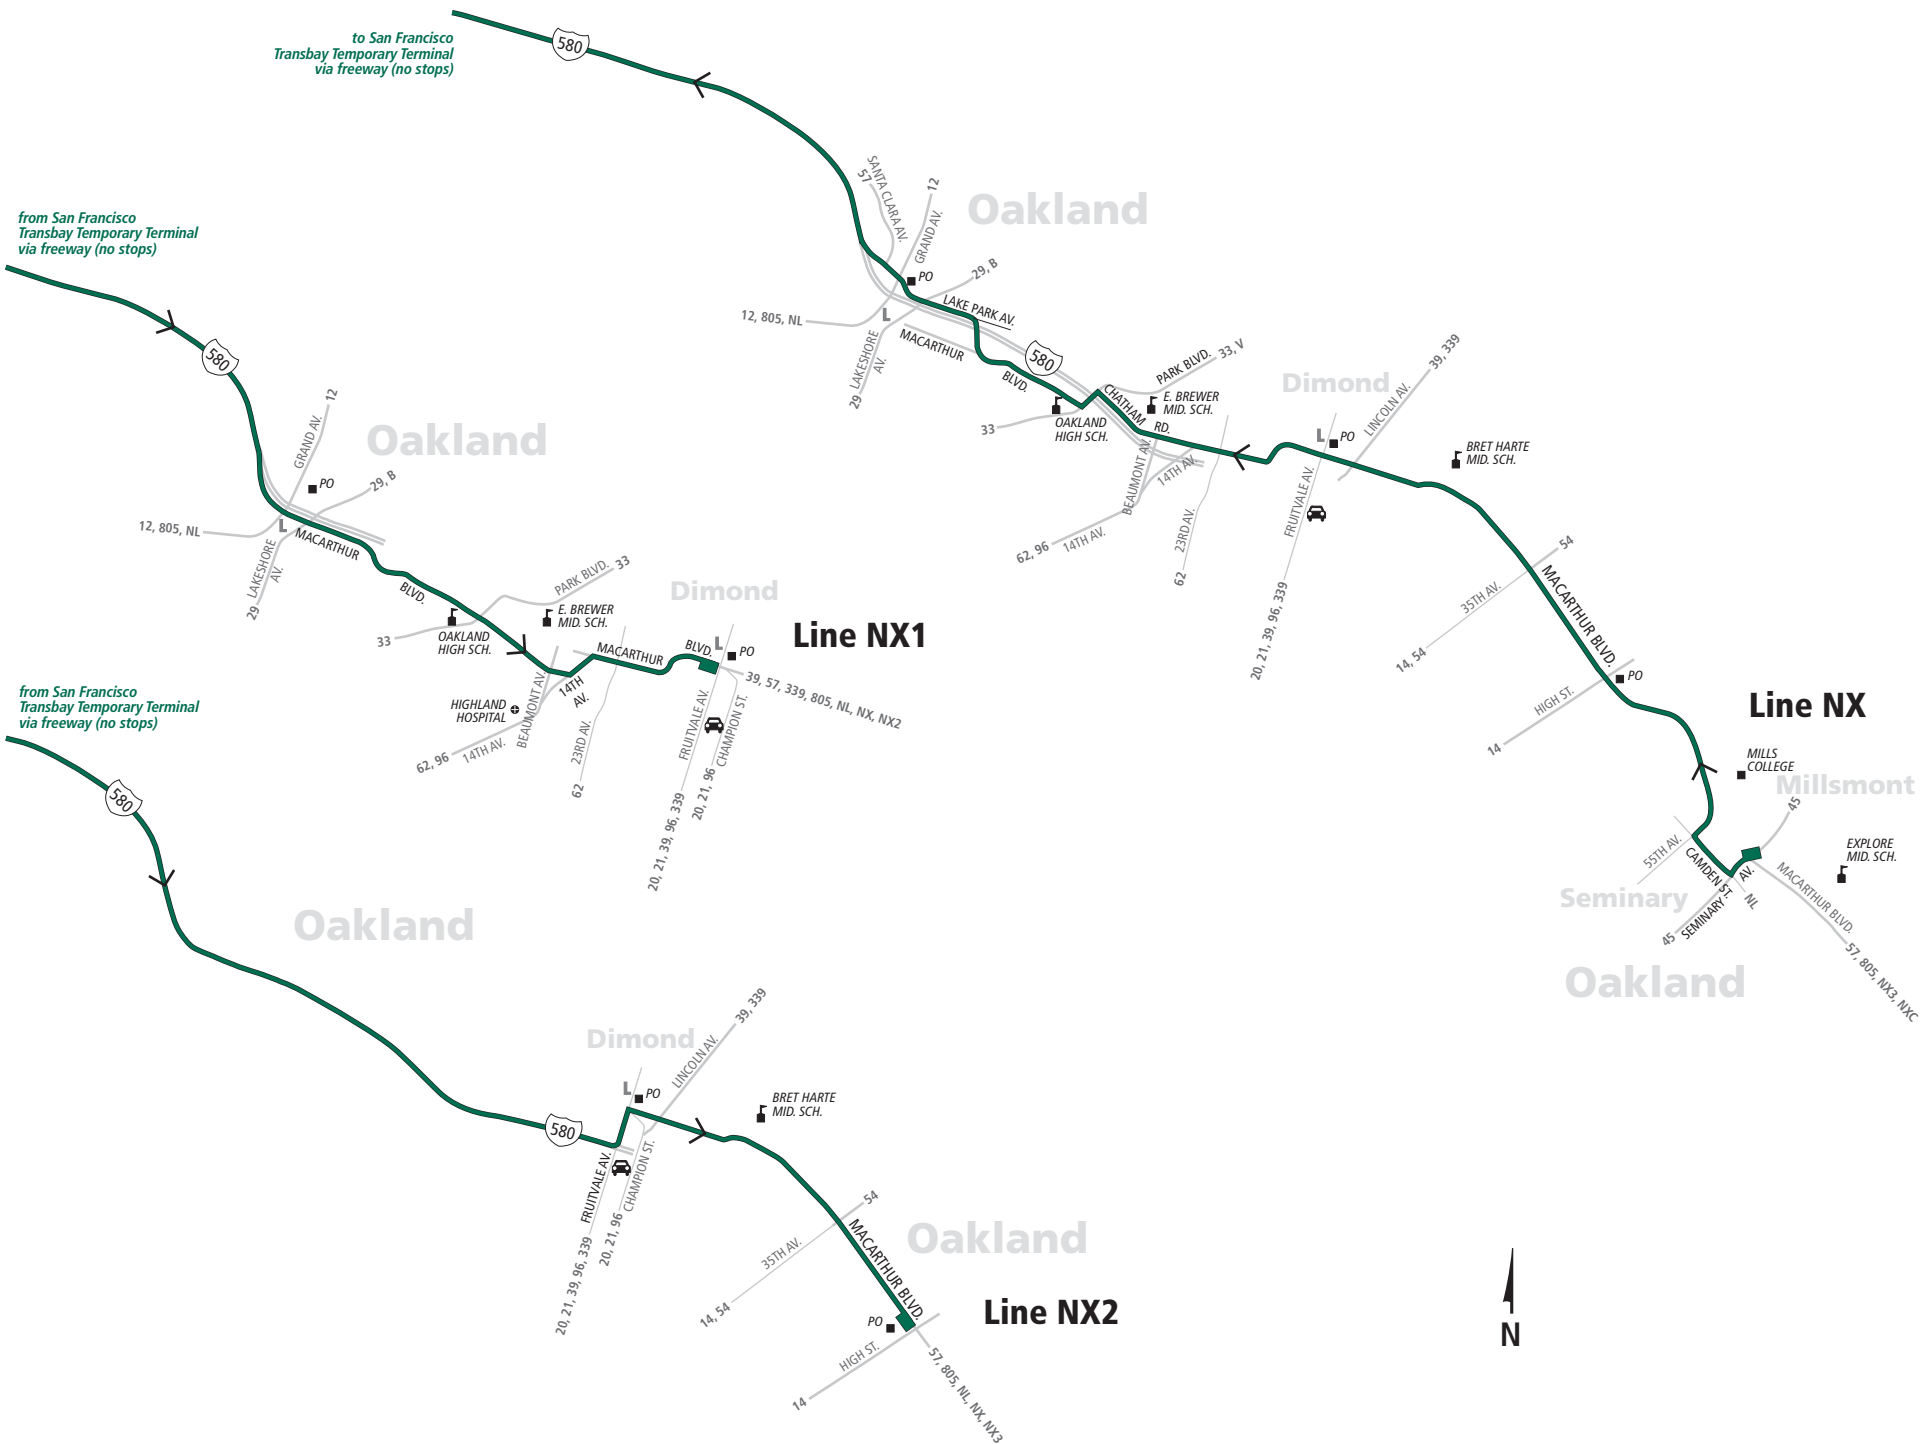 to San Francisco
Transbay Temporary Terminal
via freeway (no stops)
580
SANTA CLARA AV.
57
12
GRAND AV.
Oakland
PO
29, B
LAKE PARK AV.
12, 805, NL
L
MACARTHUR
BLVD.
580
29
LAKESHORE
AV.
PARK BLVD.
33, V
CHATHAM
RD.
E. BREWER
MID. SCH.
33
OAKLAND
HIGH SCH.
Dimond
39, 339
LINCOLN AV.
L
PO
BRET HARTE
MID. SCH.
BEAUMONT AV.
14TH AV.
62, 96
14TH AV.
23RD AV.
62
FRUITVALE AV.
20, 21, 39, 96, 339
54
35TH AV.
14, 54
MACARTHUR BLVD.
PO
HIGH ST.
14
Line NX
MILLS
COLLEGE
Millsmont
45
EXPLORE
MID. SCH.
55TH AV.
CAMDEN ST.
AV.
SEMINARY
NL
MACARTHUR BLVD.
Seminary
45
57, 805, NX3, NXC
Oakland
from San Francisco
Transbay Temporary Terminal
via freeway (no stops)
580
12
GRAND AV.
Oakland
PO
29, B
12, 805, NL
L
MACARTHUR
BLVD.
LAKESHORE
AV.
29
PARK BLVD.
33
E. BREWER
MID. SCH.
33
OAKLAND
HIGH SCH.
Dimond
L
PO
Line NX1
MACARTHUR
BLVD.
39, 57, 339, 805, NL, NX, NX2
14TH
AV.
HIGHLAND
HOSPITAL
BEAUMONT AV.
62, 96
14TH AV.
23RD AV.
62
FRUITVALE AV.
CHAMPION ST.
20, 21, 96
20, 21, 39, 96, 339
from San Francisco
Transbay Temporary Terminal
via freeway (no stops)
580
Oakland
39, 339
Dimond
LINCOLN AV.
L
PO
BRET HARTE
MID. SCH.
580
FRUITVALE AV.
CHAMPION ST.
20, 21, 96
20, 21, 39, 96, 339
54
35TH AV.
14, 54
MACARTHUR BLVD.
Oakland
Line NX2
PO
HIGH ST.
14
57, 805, NL, NX, NX3
N